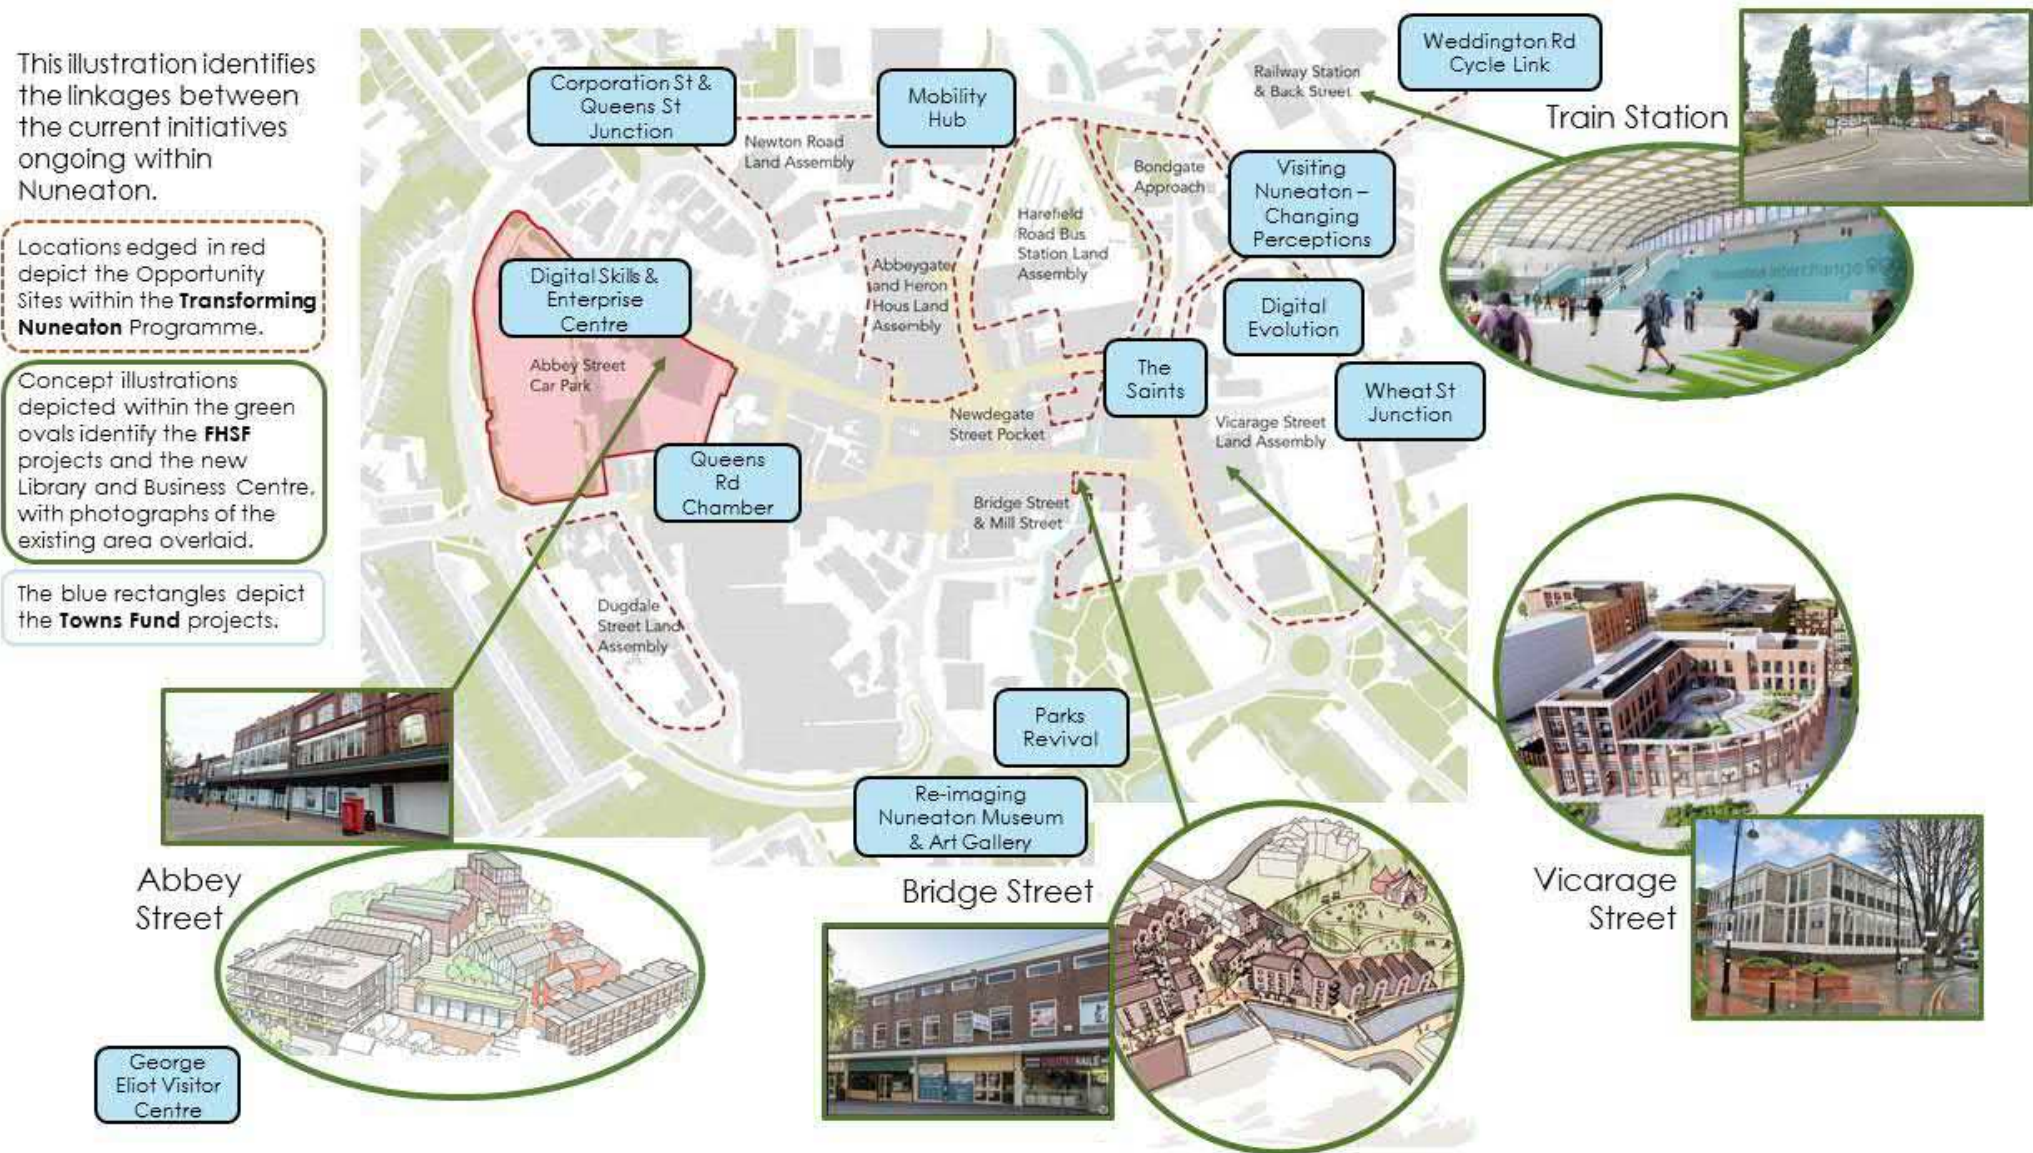 This illustration identifies
the linkages between
the current initiatives
ongoing within
Nuneaton.
Locations edged in red
depict the Opportunity
Sites within the Transforming
Nuneaton Programme.
Concept illustrations
depicted within the green
ovals identify the FHSF
projects and the new
Library and Business Centre,
with photographs of the
existing area overlaid.
The blue rectangles depict
the Towns Fund projects.
Corporation St &
Queens St
Junction
Mobility
Hub
Weddington Rd
Cycle Link
Railway Station
& Back Street
Train Station
Newton Road
Land Assembly
Bondgate
Approach
Visiting
Nuneaton –
Changing
Perceptions
Harefield
Road Bus
Station Land
Assembly
Abbeygate
and Heron
Hous Land
Assembly
Digital Skills &
Enterprise
Centre
Digital
Evolution
Abbey Street
Car Park
The
Saints
Wheat St
Junction
Newdegate
Street Pocket
Vicarage Street
Land Assembly
Queens
Rd
Chamber
Bridge Street
& Mill Street
Dugdale
Street Land
Assembly
Parks
Revival
Re-imaging
Nuneaton Museum
& Art Gallery
interchange
Abbey
Street
Bridge Street
Vicarage
Street
George
Eliot Visitor
Centre